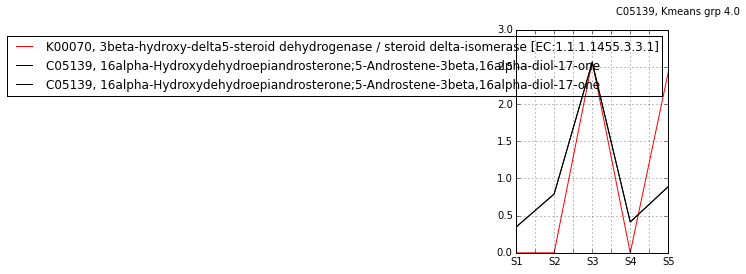 C05139, Kmeans grp 4.0
K00070, 3beta-hydroxy-delta5-steroid dehydrogenase / steroid delta-isomerase [EC:1.1.1.1455.3.3.1]
C05139, 16alpha-Hydroxydehydroepiandrosterone;5-Androstene-3beta,16alpha-diol-17-one
C05139, 16alpha-Hydroxydehydroepiandrosterone;5-Androstene-3beta,16alpha-diol-17-one
3.0
2.5
2.0
1.5
1.0
0.5
0.0
S1 S2 S3 S4 S5